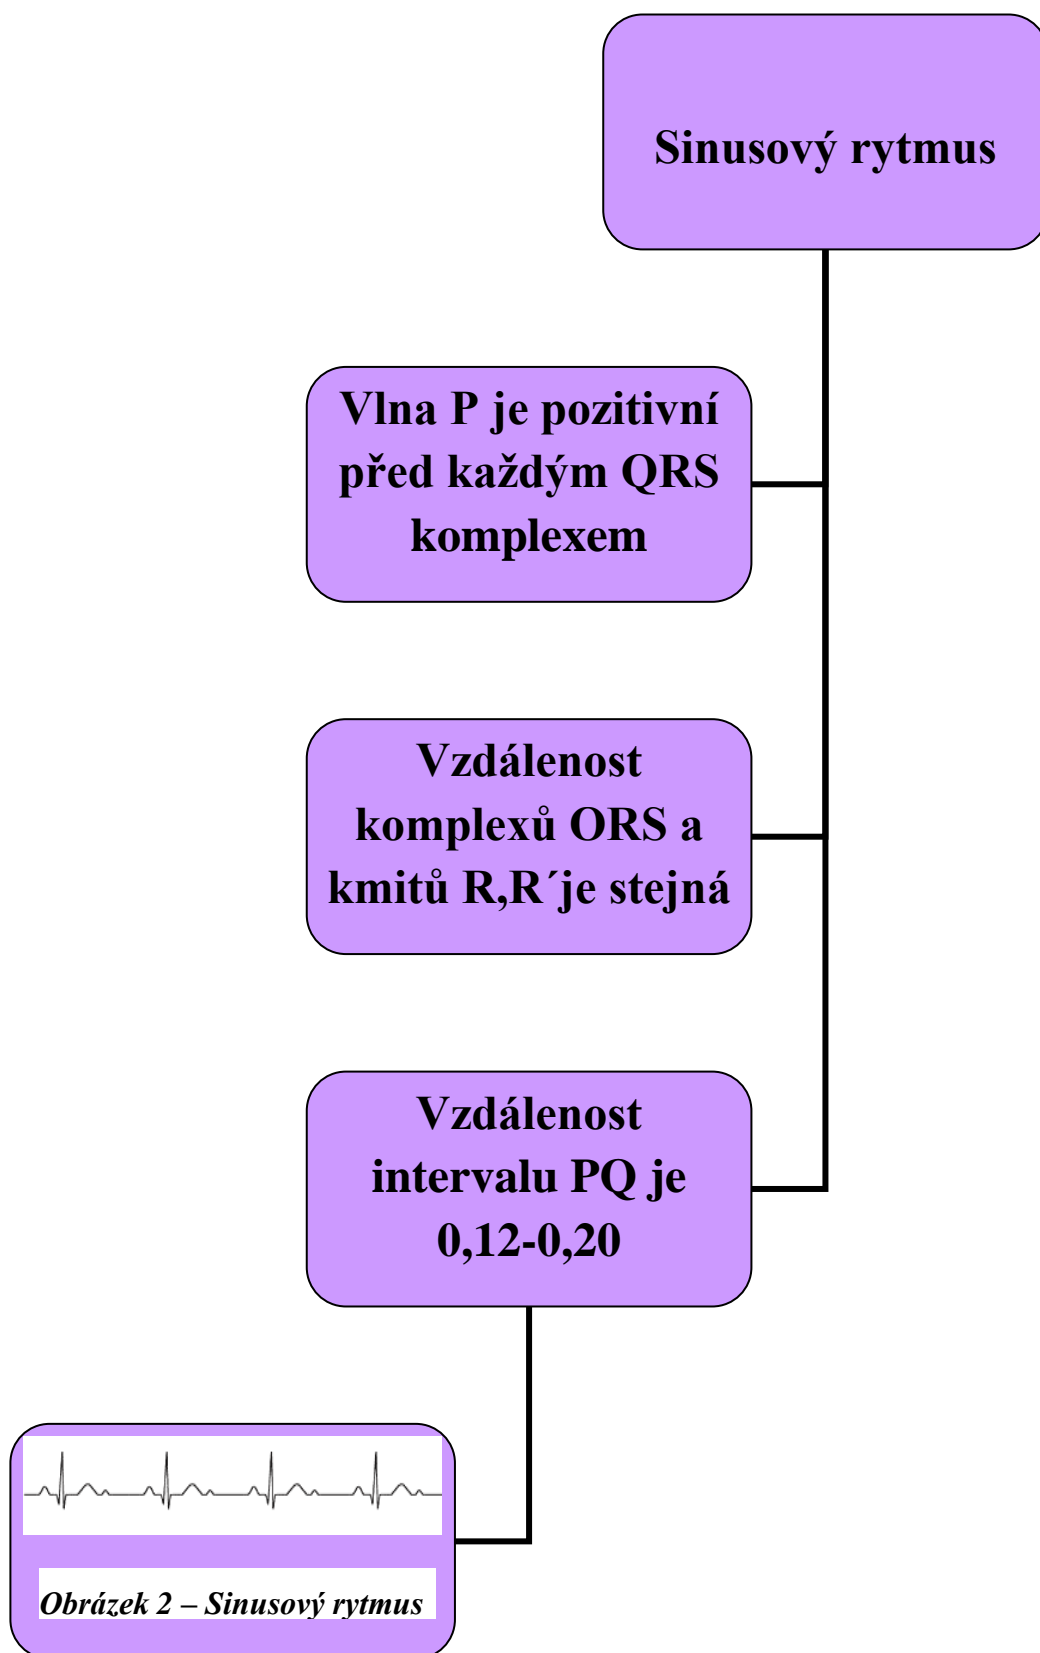 Sinusový rytmus
Vlna P je pozitivní
před každým QRS
komplexem
Vzdálenost
komplexů ORS a
kmitů R,R´je stejná
Vzdálenost
intervalu PQ je
0,12-0,20
Obrázek 2 – Sinusový rytmus